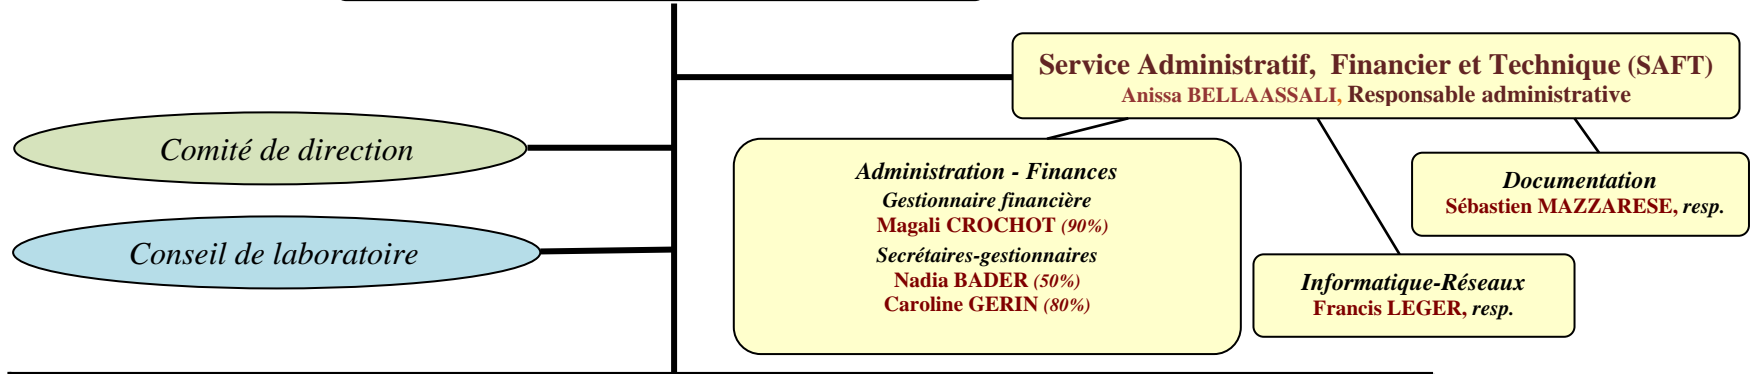 Service Administratif, Financier et Technique (SAFT)
Anissa BELLAASSALI, Responsable administrative
Comité de direction
Conseil de laboratoire
Administration - Finances
Gestionnaire financière
Magali CROCHOT (90%)
Secrétaires-gestionnaires
Nadia BADER (50%)
Caroline GERIN (80%)
Documentation
Sébastien MAZZARESE, resp.
Informatique-Réseaux
Francis LEGER, resp.